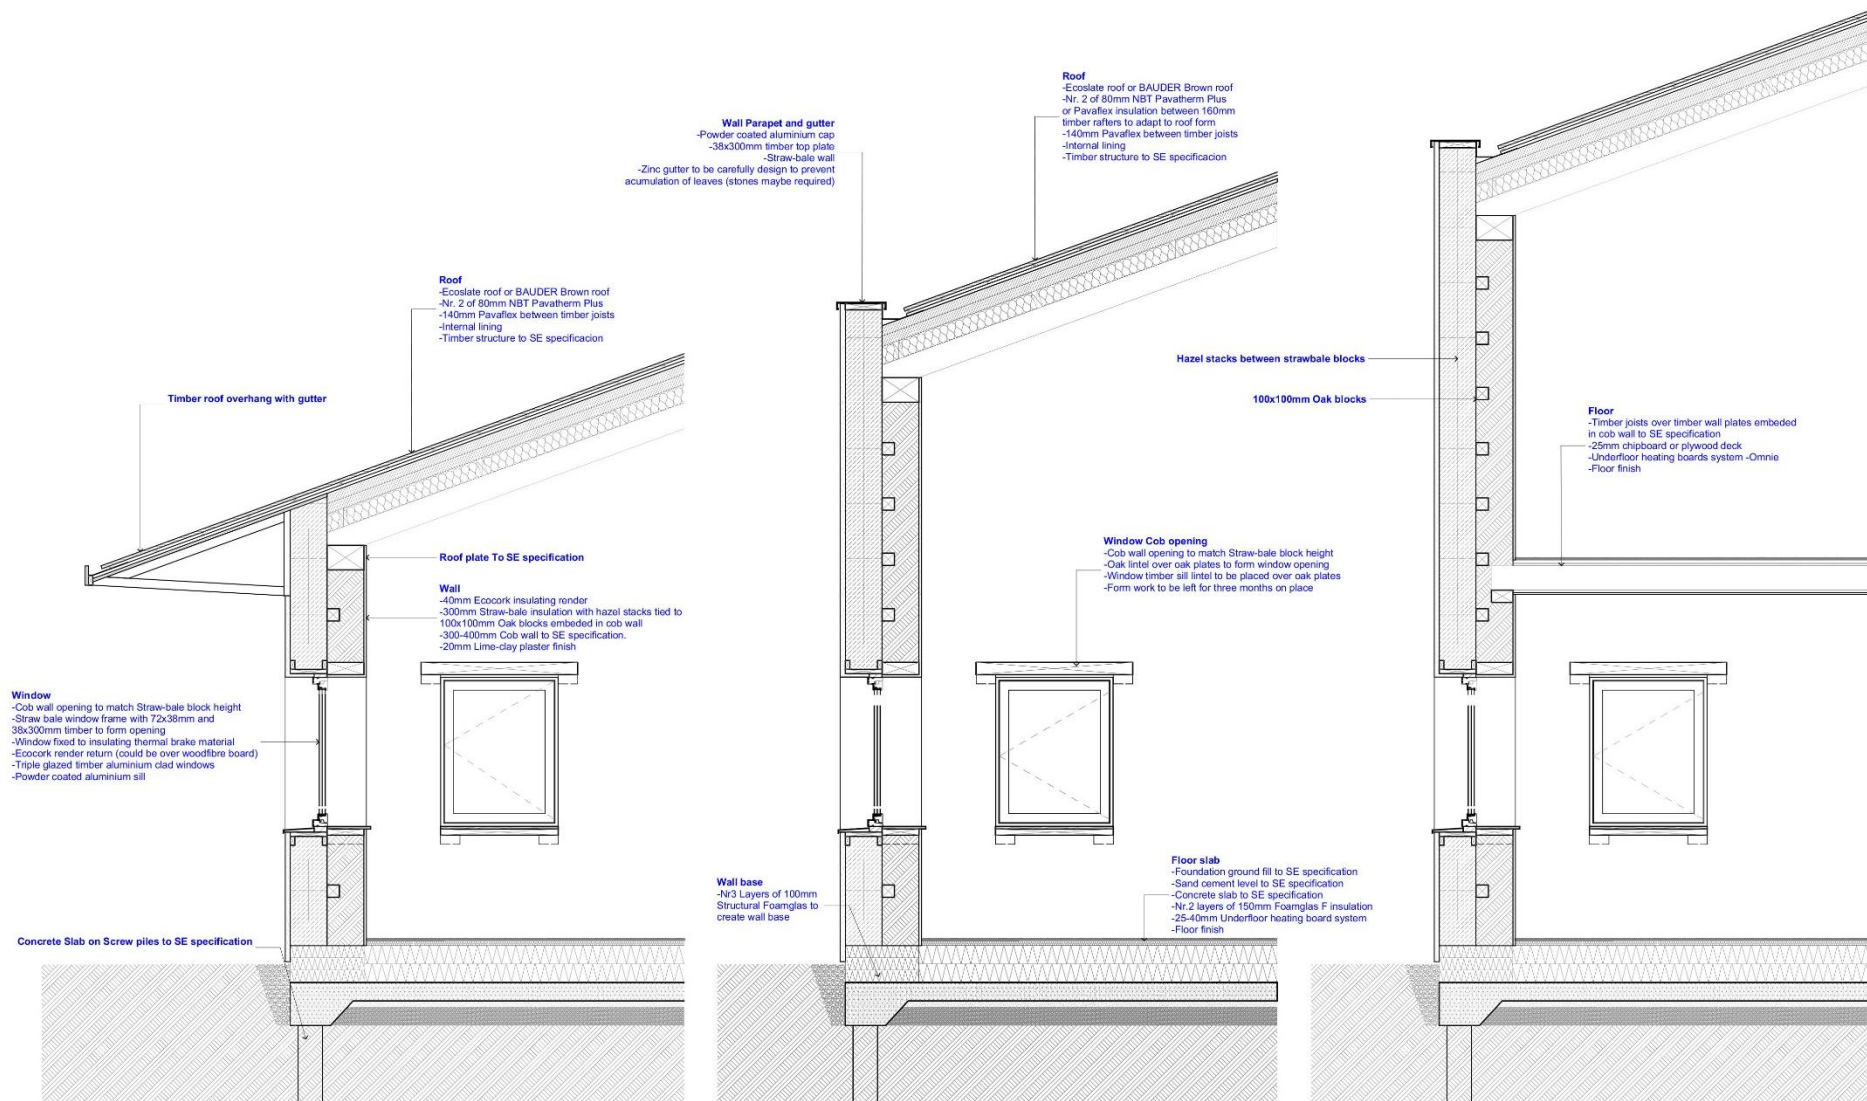 Roof
-Ecoslate roof or BAUDER Brown roof
-Nr. 2 of 80mm NBT Pavatherm Plus
or Pavaflex insulation between 160mm
timber rafters to adapt to roof form
-140mm Pavaflex between timber joists
-Internal lining
-Timber structure to SE specificacion
Wall Parapet and gutter
-Powder coated aluminium cap
-38x300mm timber top plate
-Straw-bale wall
-Zinc gutter to be carefully design to prevent
acumulation of leaves (stones maybe required)
Roof
-Ecoslate roof or BAUDER Brown roof
-Nr. 2 of 80mm NBT Pavatherm Plus
-140mm Pavaflex between timber joists
-Internal lining
-Timber structure to SE specificacion
Timber roof overhang with gutter
Hazel stacks between strawbale blocks
100x100mm Oak blocks
Floor
-Timber joists over timber wall plates embeded
in cob wall to SE specification
-25mm chipboard or plywood deck
-Underfloor heating boards system -Omnie
-Floor finish
Roof plate To SE specification
Wall
-40mm Ecocork insulating render
-300mm Straw-bale insulation with hazel stacks tied to
100x100mm Oak blocks embeded in cob wall
-300-400mm Cob wall to SE specification.
-20mm Lime-clay plaster finish
Window Cob opening
-Cob wall opening to match Straw-bale block height
-Oak lintel over oak plates to form window opening
-Window timber sill lintel to be placed over oak plates
-Form work to be left for three months on place
Window
-Cob wall opening to match Straw-bale block height
-Straw bale window frame with 72x38mm and
38x300mm timber to form opening
-Window fixed to insulating thermal brake material
-Ecocork render return (could be over woodfibre board)
-Triple glazed timber aluminium clad windows
-Powder coated aluminium sill
Wall base
-Nr3 Layers of 100mm
Structural Foamglas to
create wall base
Floor slab
-Foundation ground fill to SE specification
-Sand cement level to SE specification
-Concrete slab to SE specification
-Nr.2 layers of 150mm Foamglas F insulation
-25-40mm Underfloor heating board system
-Floor finish
Concrete Slab on Screw piles to SE specification